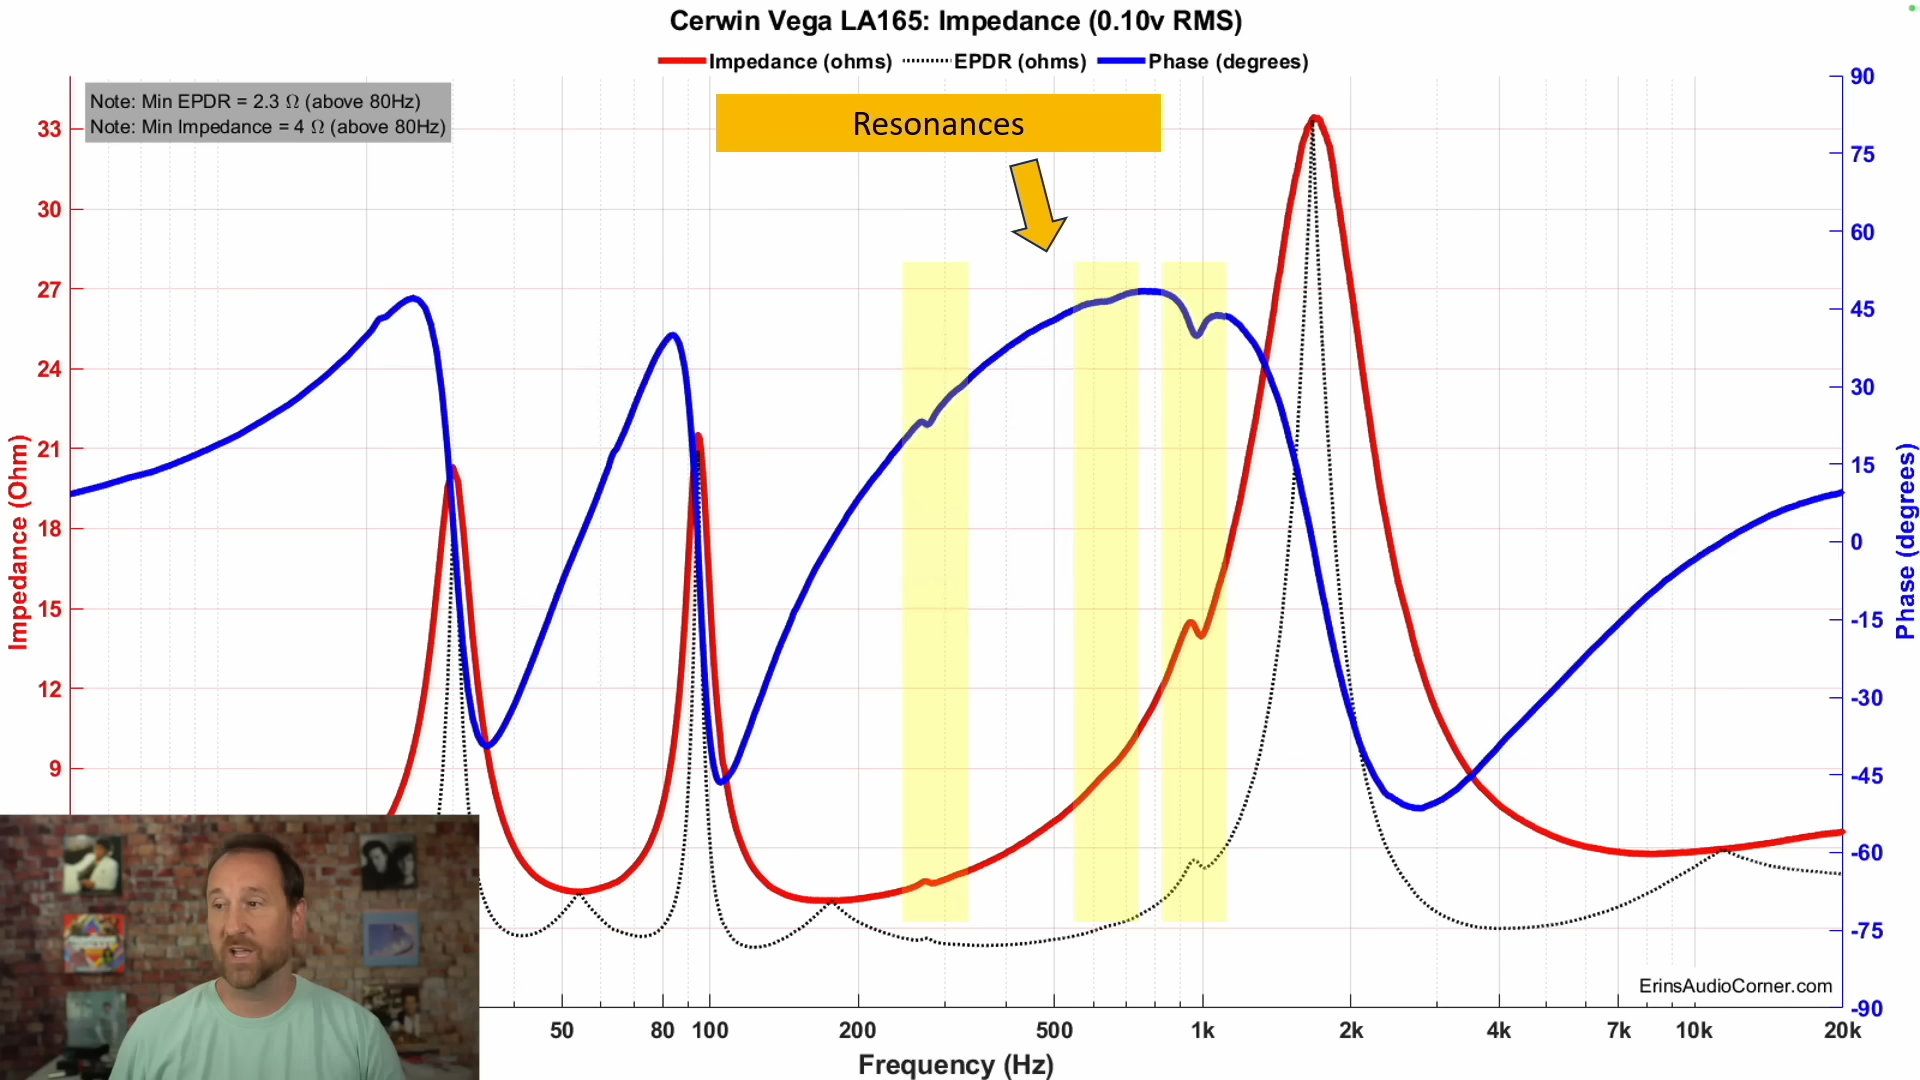 Cerwin Vega LA165: Impedance (0.10v RMS)
Impedance (ohms) EPDR (ohms) Phase (degrees)
Note: Min EPDR = 2.3 Ω (above 80Hz)
Note: Min Impedance = 4 Ω (above 80Hz)
Resonances
Impedance (Ohm)
33
30
27
24
21
18
15
12
9
90
75
60
45
30
15
0
-15
-30
-45
-60
-75
-90
Phase (degrees)
ErinsAudioCorner.com
50 80 100 200 500 1k 2k 4k 7k 10k 20k
Frequency (Hz)